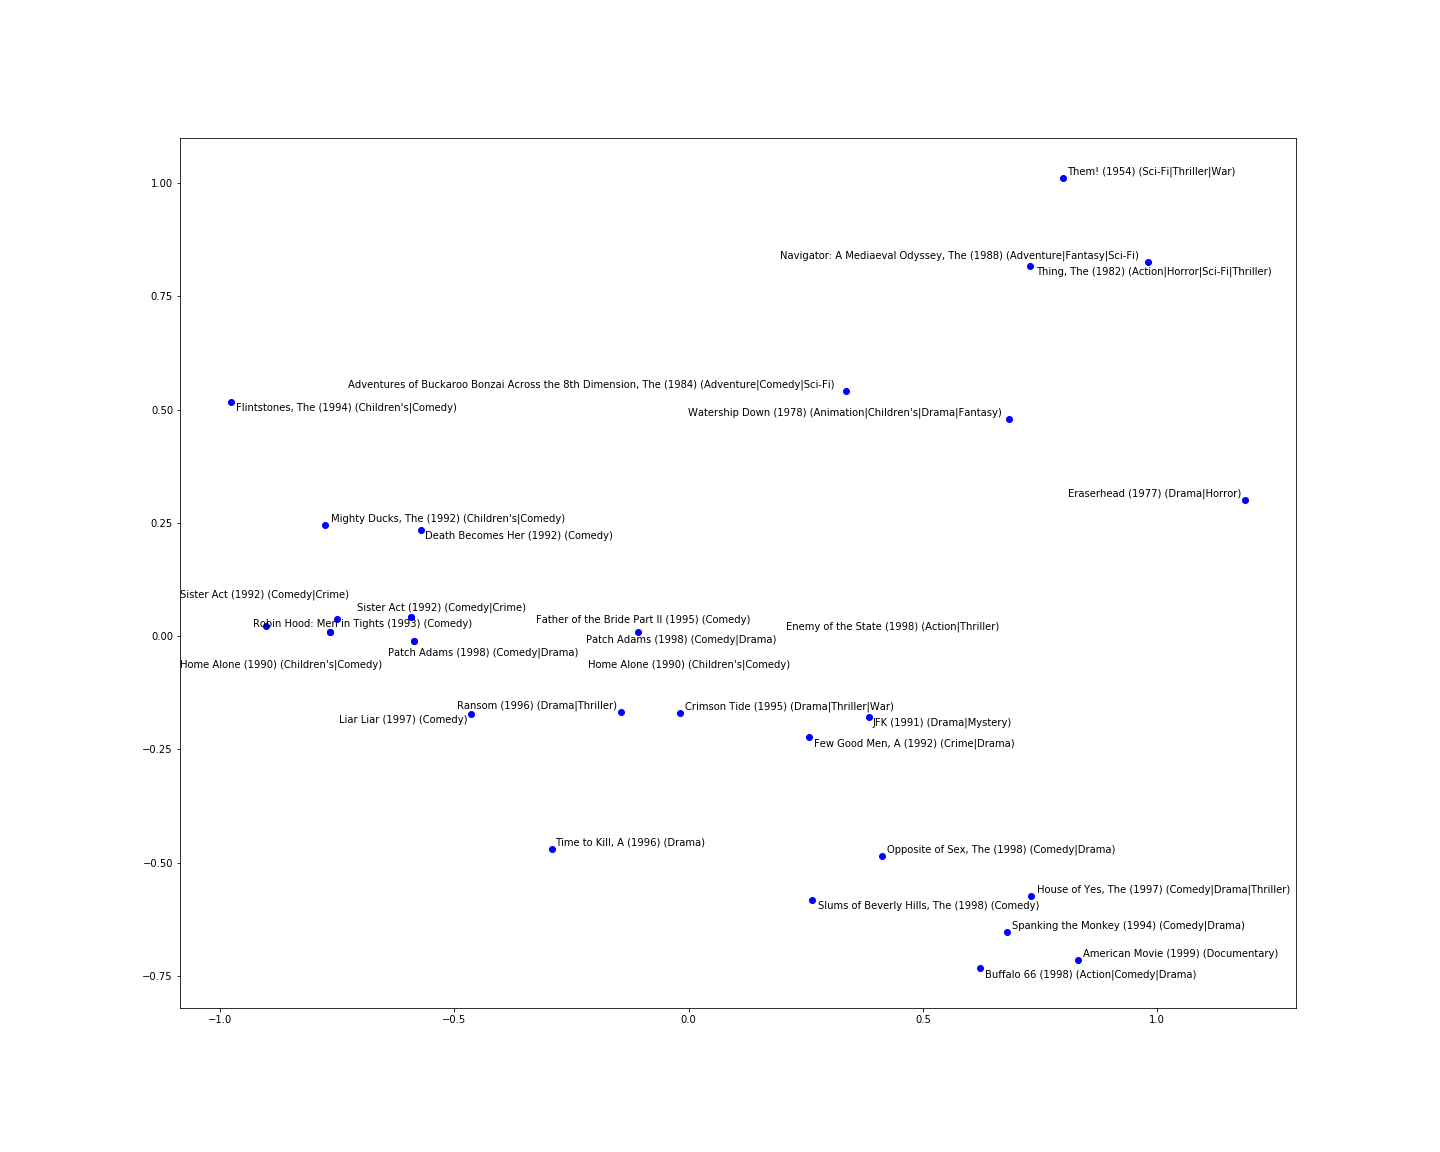 Them! (1954) (Sci-Fi|Thriller|War)
1.00
Navigator: A Mediaeval Odyssey, The (1988) (Adventure|Fantasy|Sci-Fi)
Thing, The (1982) (Action|Horror|Sci-Fi|Thriller)
0.75
Adventures of Buckaroo Bonzai Across the 8th Dimension, The (1984) (Adventure|Comedy|Sci-Fi)
Flintstones, The (1994) (Children's|Comedy)
0.50
Watership Down (1978) (Animation|Children's|Drama|Fantasy)
Eraserhead (1977) (Drama|Horror)
Mighty Ducks, The (1992) (Children's|Comedy)
0.25
Death Becomes Her (1992) (Comedy)
Sister Act (1992) (Comedy|Crime)
Sister Act (1992) (Comedy|Crime)
Father of the Bride Part II (1995) (Comedy)
Robin Hood: Men in Tights (1993) (Comedy)
Enemy of the State (1998) (Action|Thriller)
0.00
Patch Adams (1998) (Comedy|Drama)
Patch Adams (1998) (Comedy|Drama)
Home Alone (1990) (Children's|Comedy)
Home Alone (1990) (Children's|Comedy)
Ransom (1996) (Drama|Thriller)
Crimson Tide (1995) (Drama|Thriller|War)
Liar Liar (1997) (Comedy)
JFK (1991) (Drama|Mystery)
Few Good Men, A (1992) (Crime|Drama)
−0.25
Time to Kill, A (1996) (Drama)
Opposite of Sex, The (1998) (Comedy|Drama)
−0.50
House of Yes, The (1997) (Comedy|Drama|Thriller)
Slums of Beverly Hills, The (1998) (Comedy)
Spanking the Monkey (1994) (Comedy|Drama)
American Movie (1999) (Documentary)
−0.75
Buffalo 66 (1998) (Action|Comedy|Drama)
−1.0
−0.5
0.0
0.5
1.0